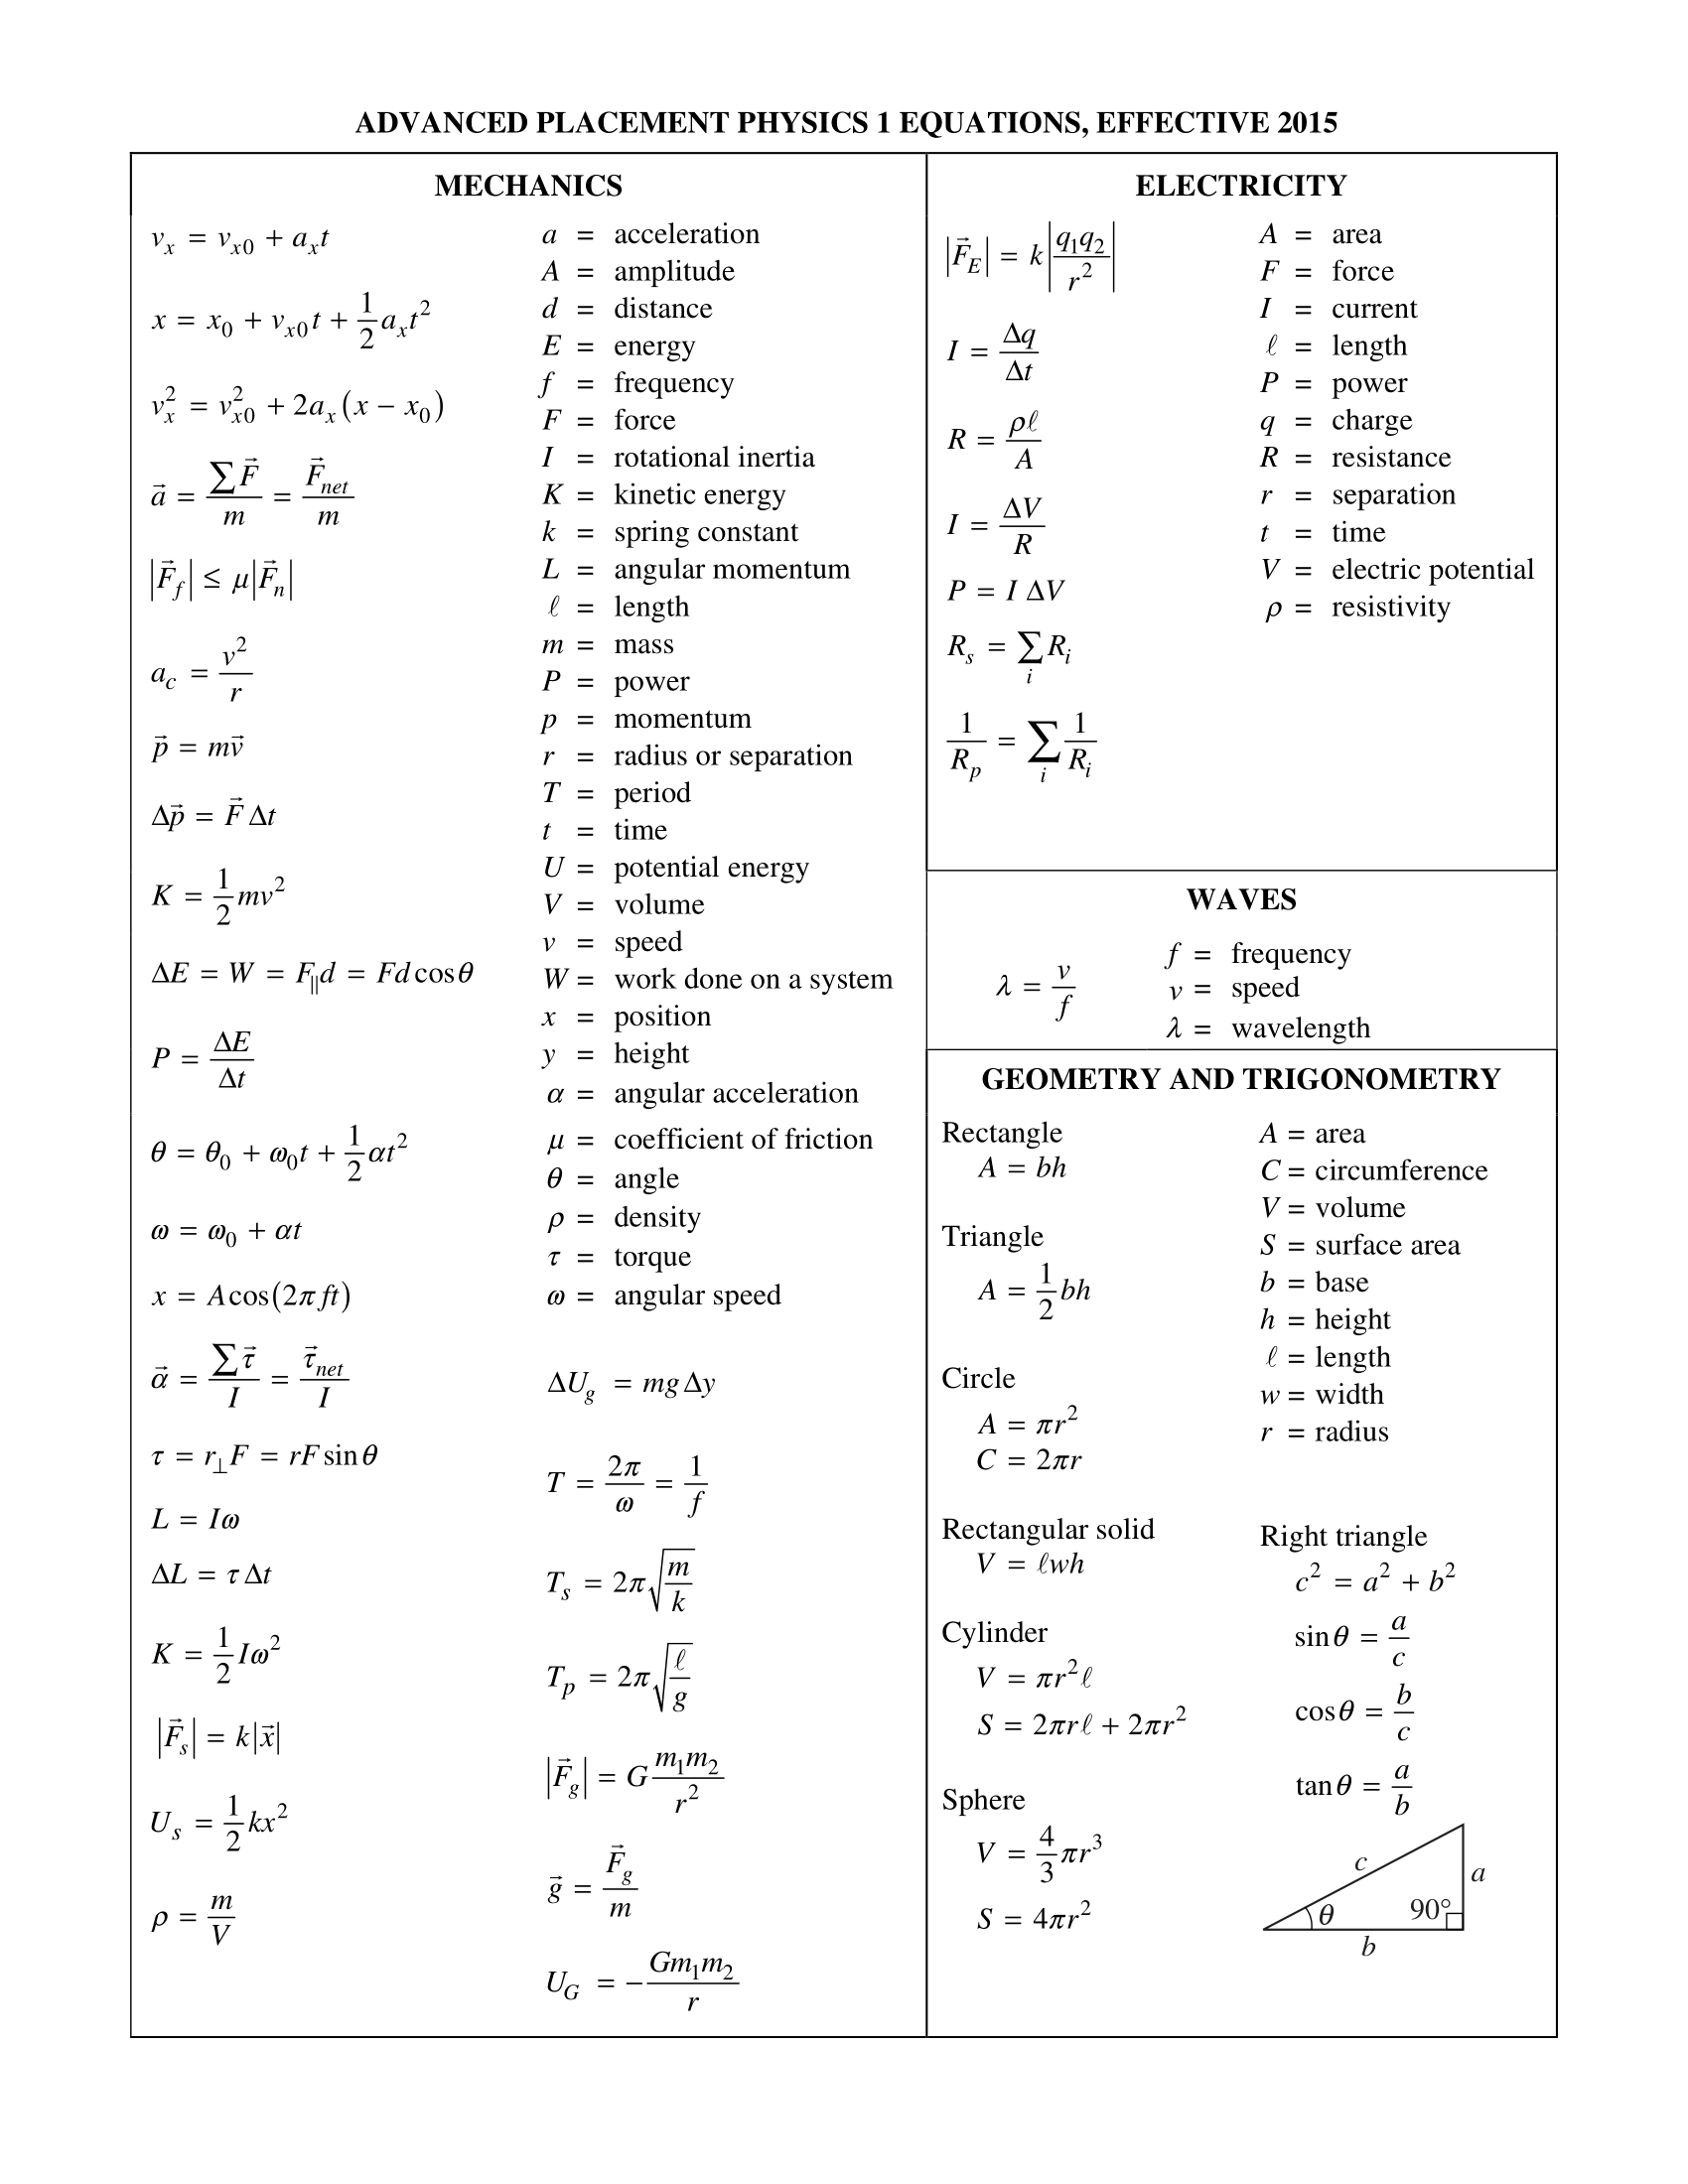 ADVANCED PLACEMENT PHYSICS 1 EQUATIONS, EFFECTIVE 2015
MECHANICS
v_x = v_x0 + a_x t
x = x_0 + v_x0 t + 1/2 a_x t^2
v_x^2 = v_x0^2 + 2a_x(x − x_0)
a⃗ = ∑F⃗/m = F⃗_net/m
|F⃗_f| ≤ μ|F⃗_n|
a_c = v^2/r
p⃗ = mv⃗
Δp⃗ = F⃗ Δt
K = 1/2 mv^2
ΔE = W = F_∥d = Fd cos θ
P = ΔE/Δt
θ = θ_0 + ω_0 t + 1/2 αt^2
ω = ω_0 + αt
x = A cos(2πft)
α⃗ = ∑τ⃗/I = τ⃗_net/I
τ = r_⊥F = rF sin θ
L = Iω
ΔL = τ Δt
K = 1/2 Iω^2
|F⃗_s| = k|x⃗|
U_s = 1/2 kx^2
ρ = m/V
a = acceleration
A = amplitude
d = distance
E = energy
f = frequency
F = force
I = rotational inertia
K = kinetic energy
k = spring constant
L = angular momentum
ℓ = length
m = mass
P = power
p = momentum
r = radius or separation
T = period
t = time
U = potential energy
V = volume
v = speed
W = work done on a system
x = position
y = height
α = angular acceleration
μ = coefficient of friction
θ = angle
ρ = density
τ = torque
ω = angular speed
ΔU_g = mg Δy
T = 2π/ω = 1/f
T_s = 2π√(m/k)
T_p = 2π√(ℓ/g)
|F⃗_g| = G m_1m_2/r^2
g⃗ = F⃗_g/m
U_G = −Gm_1m_2/r
ELECTRICITY
|F⃗_E| = k|q_1q_2/r^2|
I = Δq/Δt
R = ρℓ/A
I = ΔV/R
P = I ΔV
R_s = ∑_i R_i
1/R_p = ∑_i 1/R_i
A = area
F = force
I = current
ℓ = length
P = power
q = charge
R = resistance
r = separation
t = time
V = electric potential
ρ = resistivity
WAVES
λ = v/f
f = frequency
v = speed
λ = wavelength
GEOMETRY AND TRIGONOMETRY
Rectangle
A = bh
Triangle
A = 1/2 bh
Circle
A = πr^2
C = 2πr
Rectangular solid
V = ℓwh
Cylinder
V = πr^2ℓ
S = 2πrℓ + 2πr^2
Sphere
V = 4/3 πr^3
S = 4πr^2
A = area
C = circumference
V = volume
S = surface area
b = base
h = height
ℓ = length
w = width
r = radius
Right triangle
c^2 = a^2 + b^2
sin θ = a/c
cos θ = b/c
tan θ = a/b
c
a
θ
90°
b